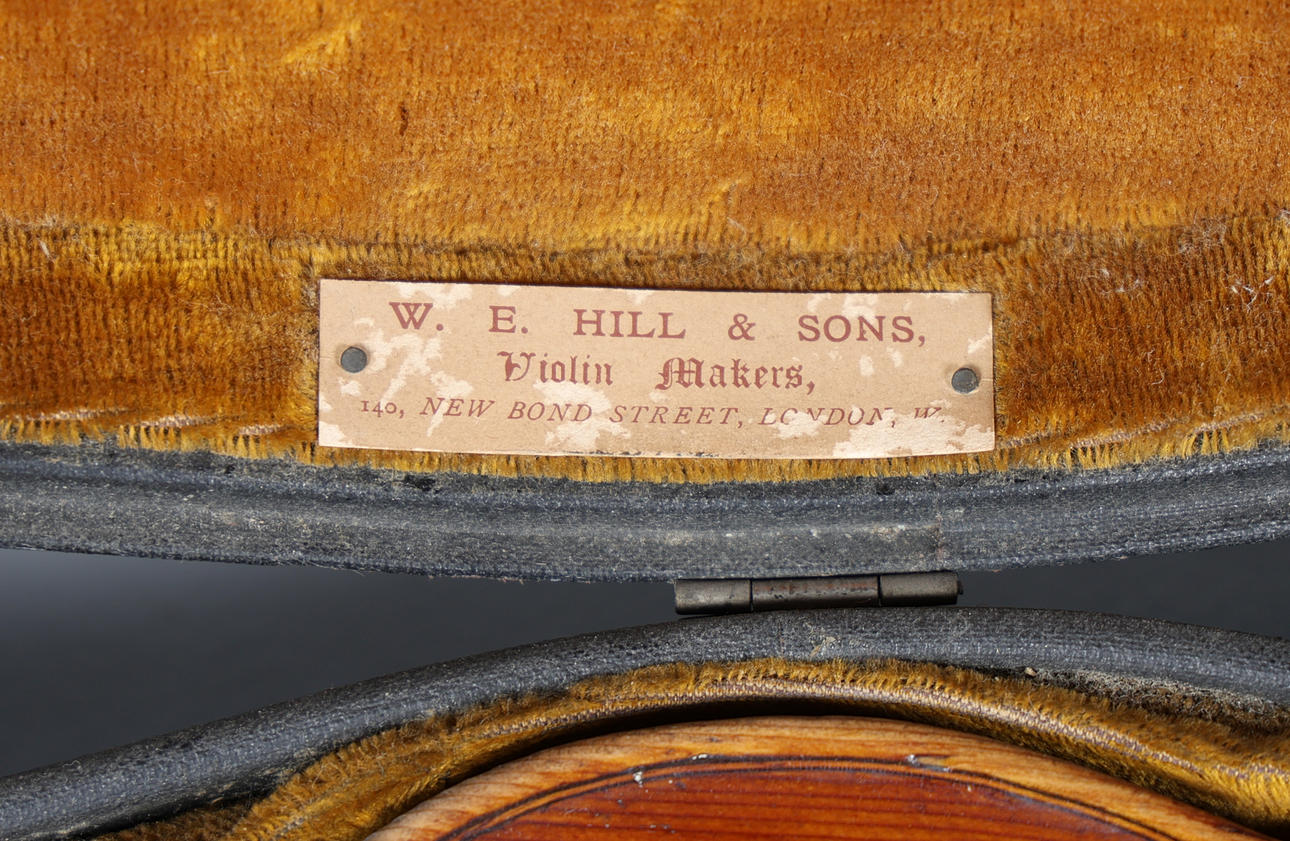 W. E. HILL & SONS,
Violin Makers,
140, NEW BOND STREET, LONDON, W.